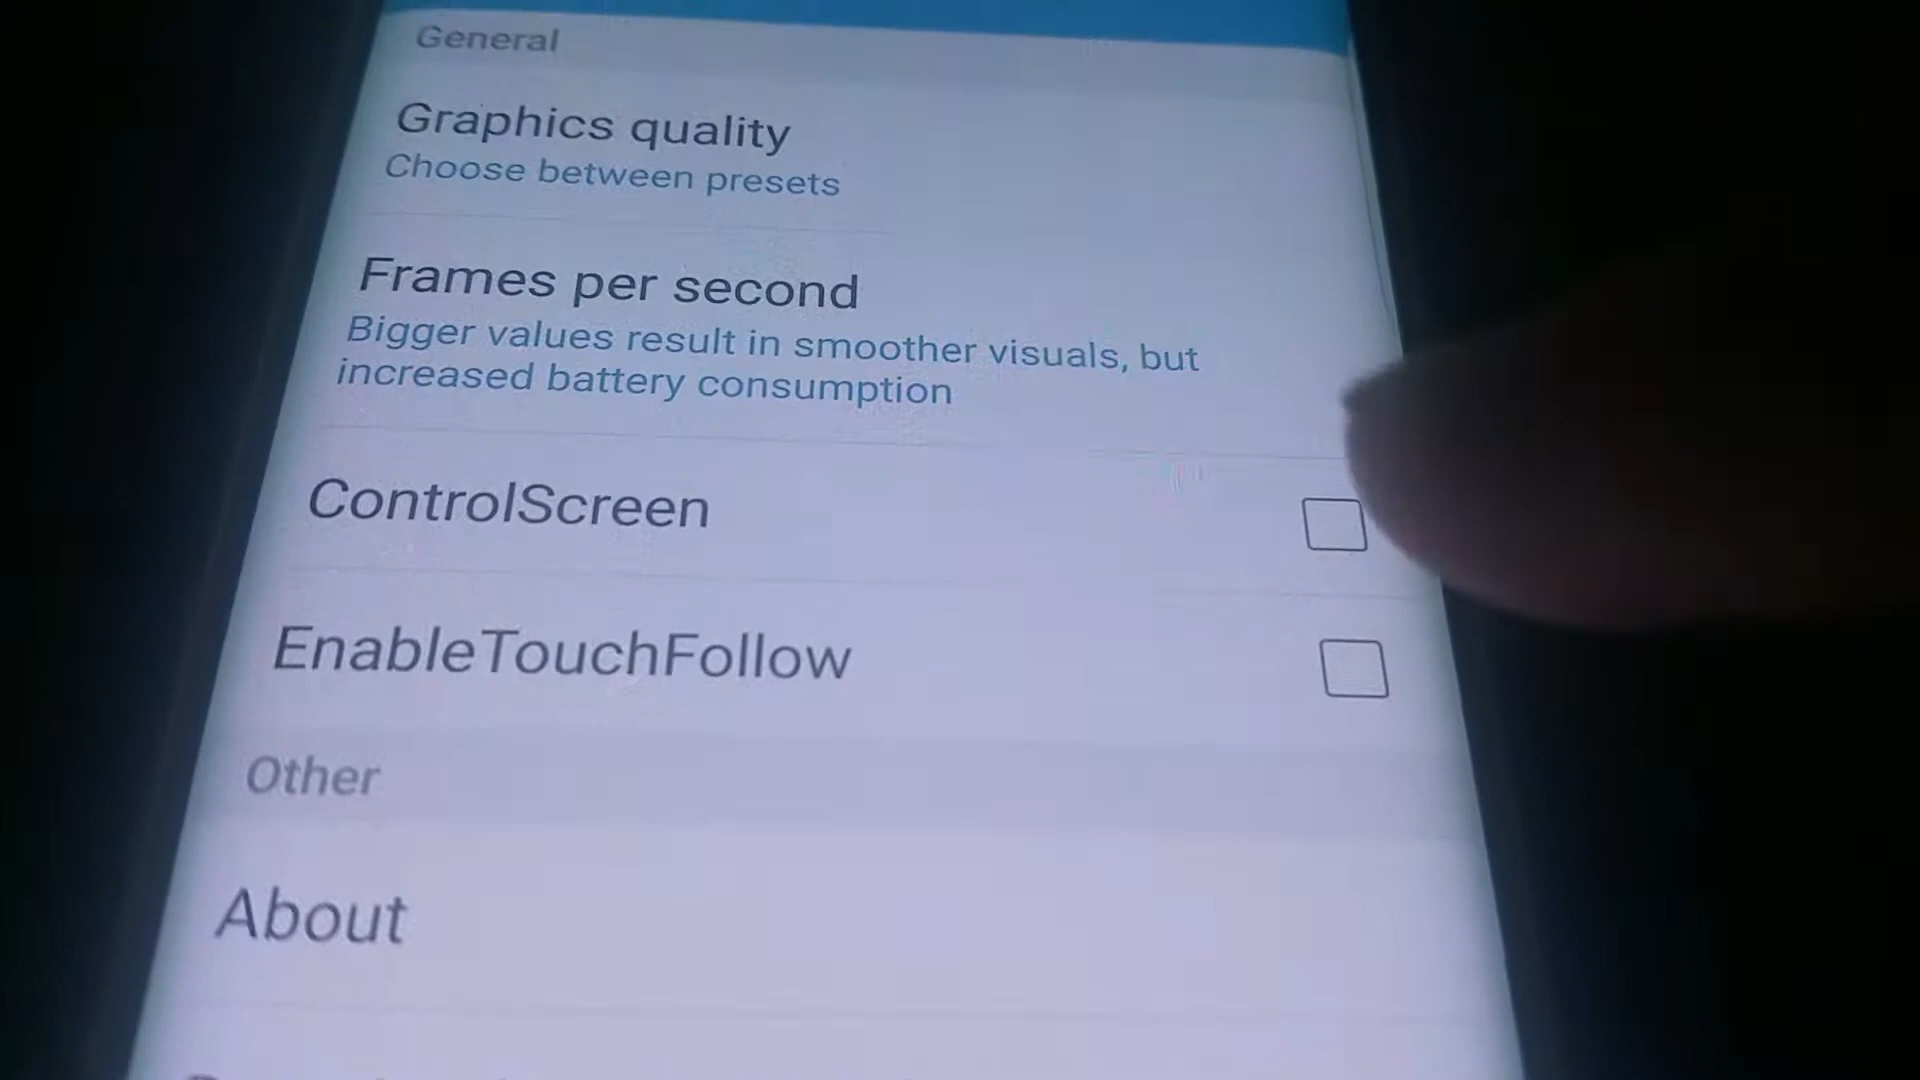 General
Graphics quality
Choose between presets
Frames per second
Bigger values result in smoother visuals, but
increased battery consumption
ControlScreen
EnableTouchFollow
Other
About